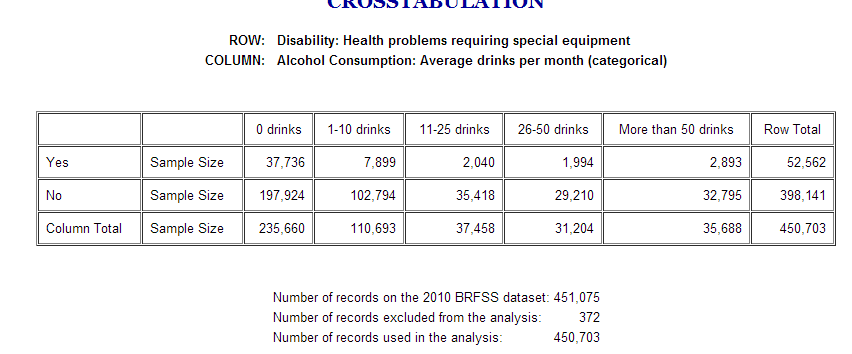 CROSSTABULATION
ROW: Disability: Health problems requiring special equipment
COLUMN: Alcohol Consumption: Average drinks per month (categorical)
0 drinks 1-10 drinks 11-25 drinks 26-50 drinks More than 50 drinks Row Total
Yes Sample Size 37,736 7,899 2,040 1,994 2,893 52,562
No Sample Size 197,924 102,794 35,418 29,210 32,795 398,141
Column Total Sample Size 235,660 110,693 37,458 31,204 35,688 450,703
Number of records on the 2010 BRFSS dataset: 451,075
Number of records excluded from the analysis: 372
Number of records used in the analysis: 450,703